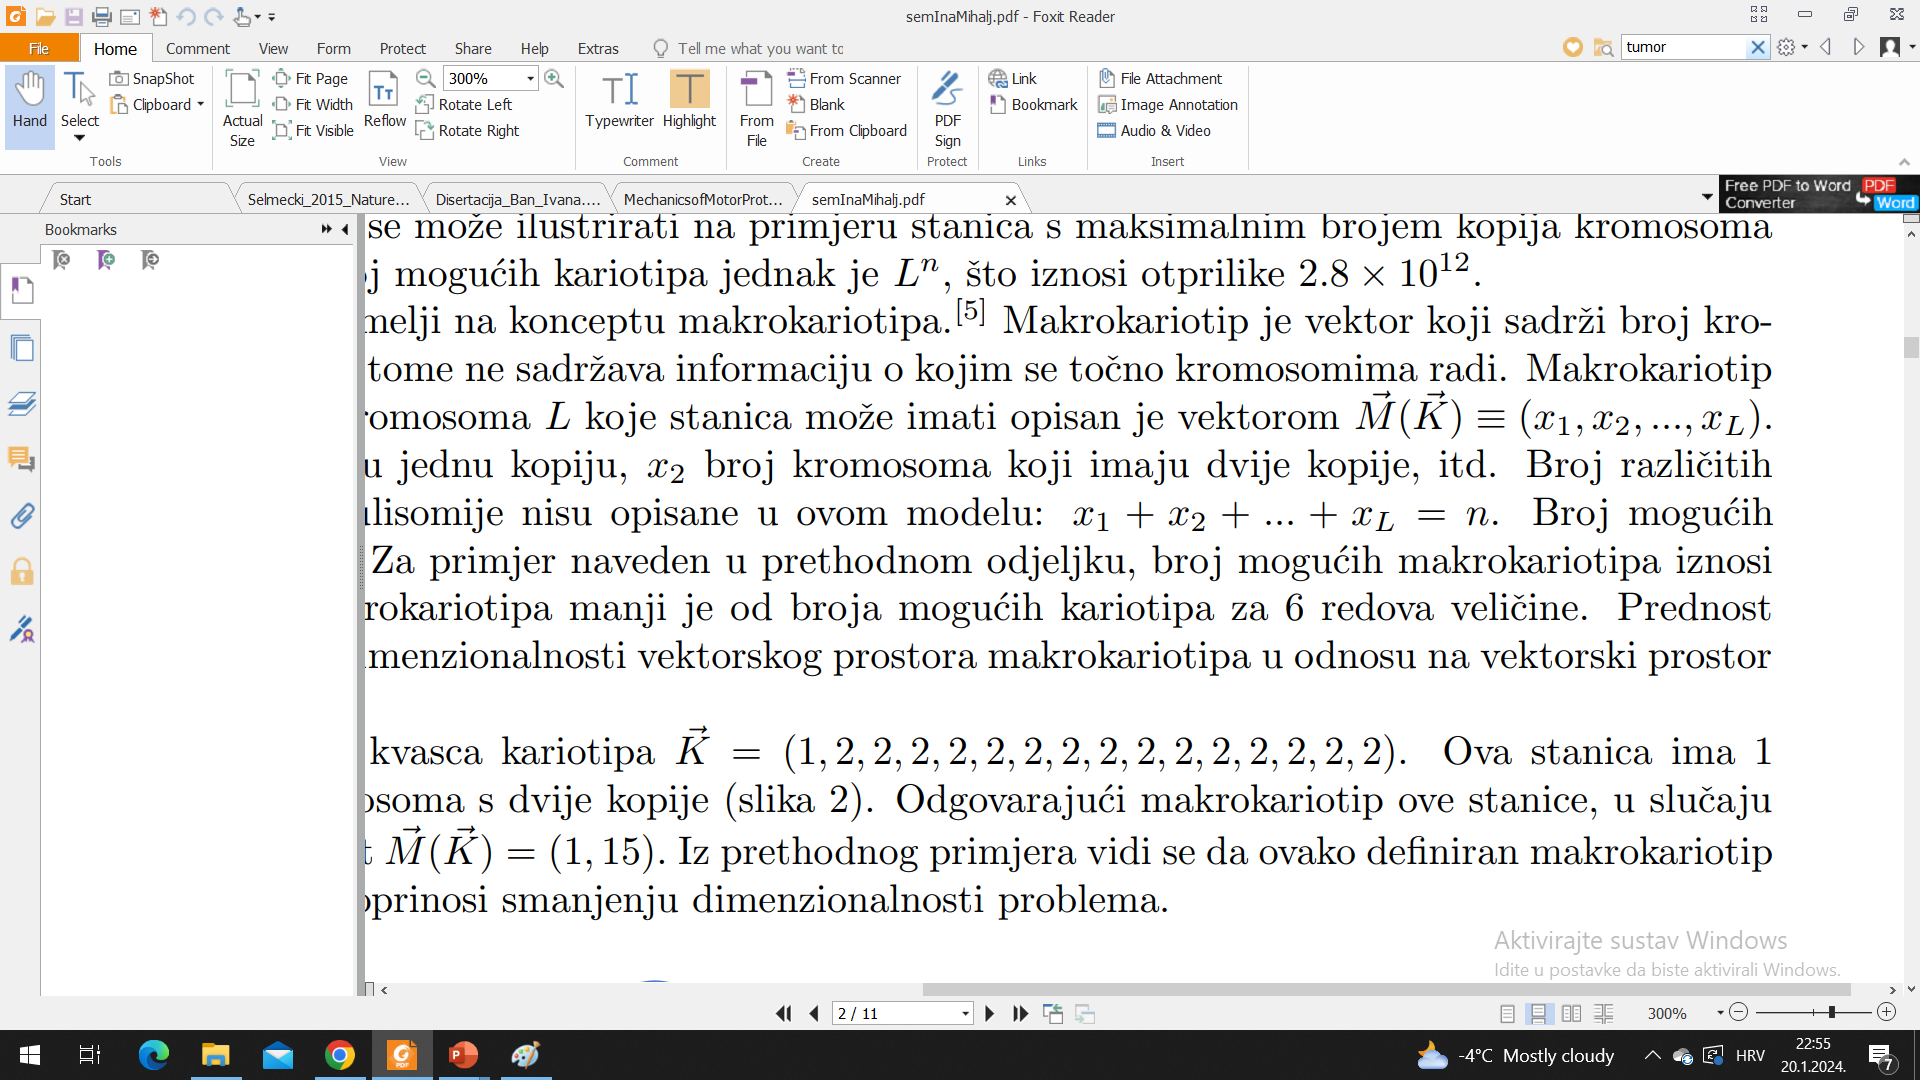 semInaMihalj.pdf - Foxit Reader
File Home Comment View Form Protect Share Help Extras Tell me what you want to
tumor
Hand
Select
SnapShot
Clipboard
Tools
Actual Size
Fit Page
Fit Width
Fit Visible
Reflow
300%
Rotate Left
Rotate Right
View
Typewriter
Highlight
Comment
From File
From Scanner
Blank
From Clipboard
Create
PDF Sign
Protect
Link
Bookmark
Links
File Attachment
Image Annotation
Audio & Video
Insert
Start
Selmecki_2015_Nature...
Disertacija_Ban_Ivana....
MechanicsofMotorProt...
semInaMihalj.pdf
Free PDF to Word Converter
PDF
Word
Bookmarks
se može ilustrirati na primjeru stanica s maksimalnim brojem kopija kromosoma
j mogućih kariotipa jednak je Lⁿ, što iznosi otprilike 2.8 × 10¹².
melji na konceptu makrokariotipa.[5] Makrokariotip je vektor koji sadrži broj kro-
tome ne sadržava informaciju o kojim se točno kromosomima radi. Makrokariotip
romosoma L koje stanica može imati opisan je vektorom M⃗(K⃗) ≡ (x₁, x₂, ..., x_L).
u jednu kopiju, x₂ broj kromosoma koji imaju dvije kopije, itd. Broj različitih
ulisomije nisu opisane u ovom modelu: x₁ + x₂ + ... + x_L = n. Broj mogućih
Za primjer naveden u prethodnom odjeljku, broj mogućih makrokariotipa iznosi
rokariotipa manji je od broja mogućih kariotipa za 6 redova veličine. Prednost
menzionalnosti vektorskog prostora makrokariotipa u odnosu na vektorski prostor
kvasca kariotipa K⃗ = (1, 2, 2, 2, 2, 2, 2, 2, 2, 2, 2, 2, 2, 2, 2, 2). Ova stanica ima 1
osoma s dvije kopije (slika 2). Odgovarajući makrokariotip ove stanice, u slučaju
t M⃗(K⃗) = (1, 15). Iz prethodnog primjera vidi se da ovako definiran makrokariotip
oprinosi smanjenju dimenzionalnosti problema.
Aktivirajte sustav Windows
Idite u postavke da biste aktivirali Windows.
2 / 11
300%
-4°C Mostly cloudy
HRV
22:55
20.1.2024.
7